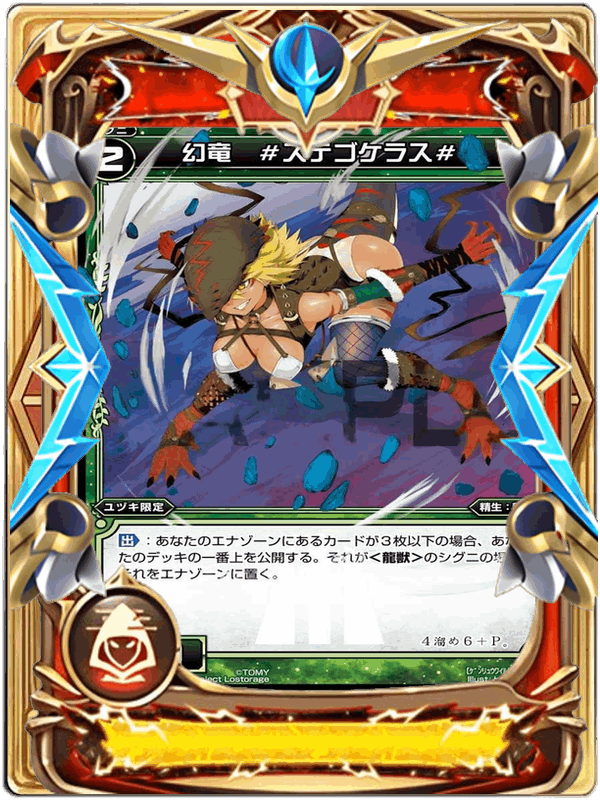 2
幻竜 #ステゴケラス#
ユヅキ限定
精生:
出:あなたのエナゾーンにあるカードが3枚以下の場合、あ
たのデッキの一番上を公開する。それが<龍獣>のシグニの場
それをエナゾーンに置く。
4溜め6+P。
©TOMY
ject Lostorage
Illust